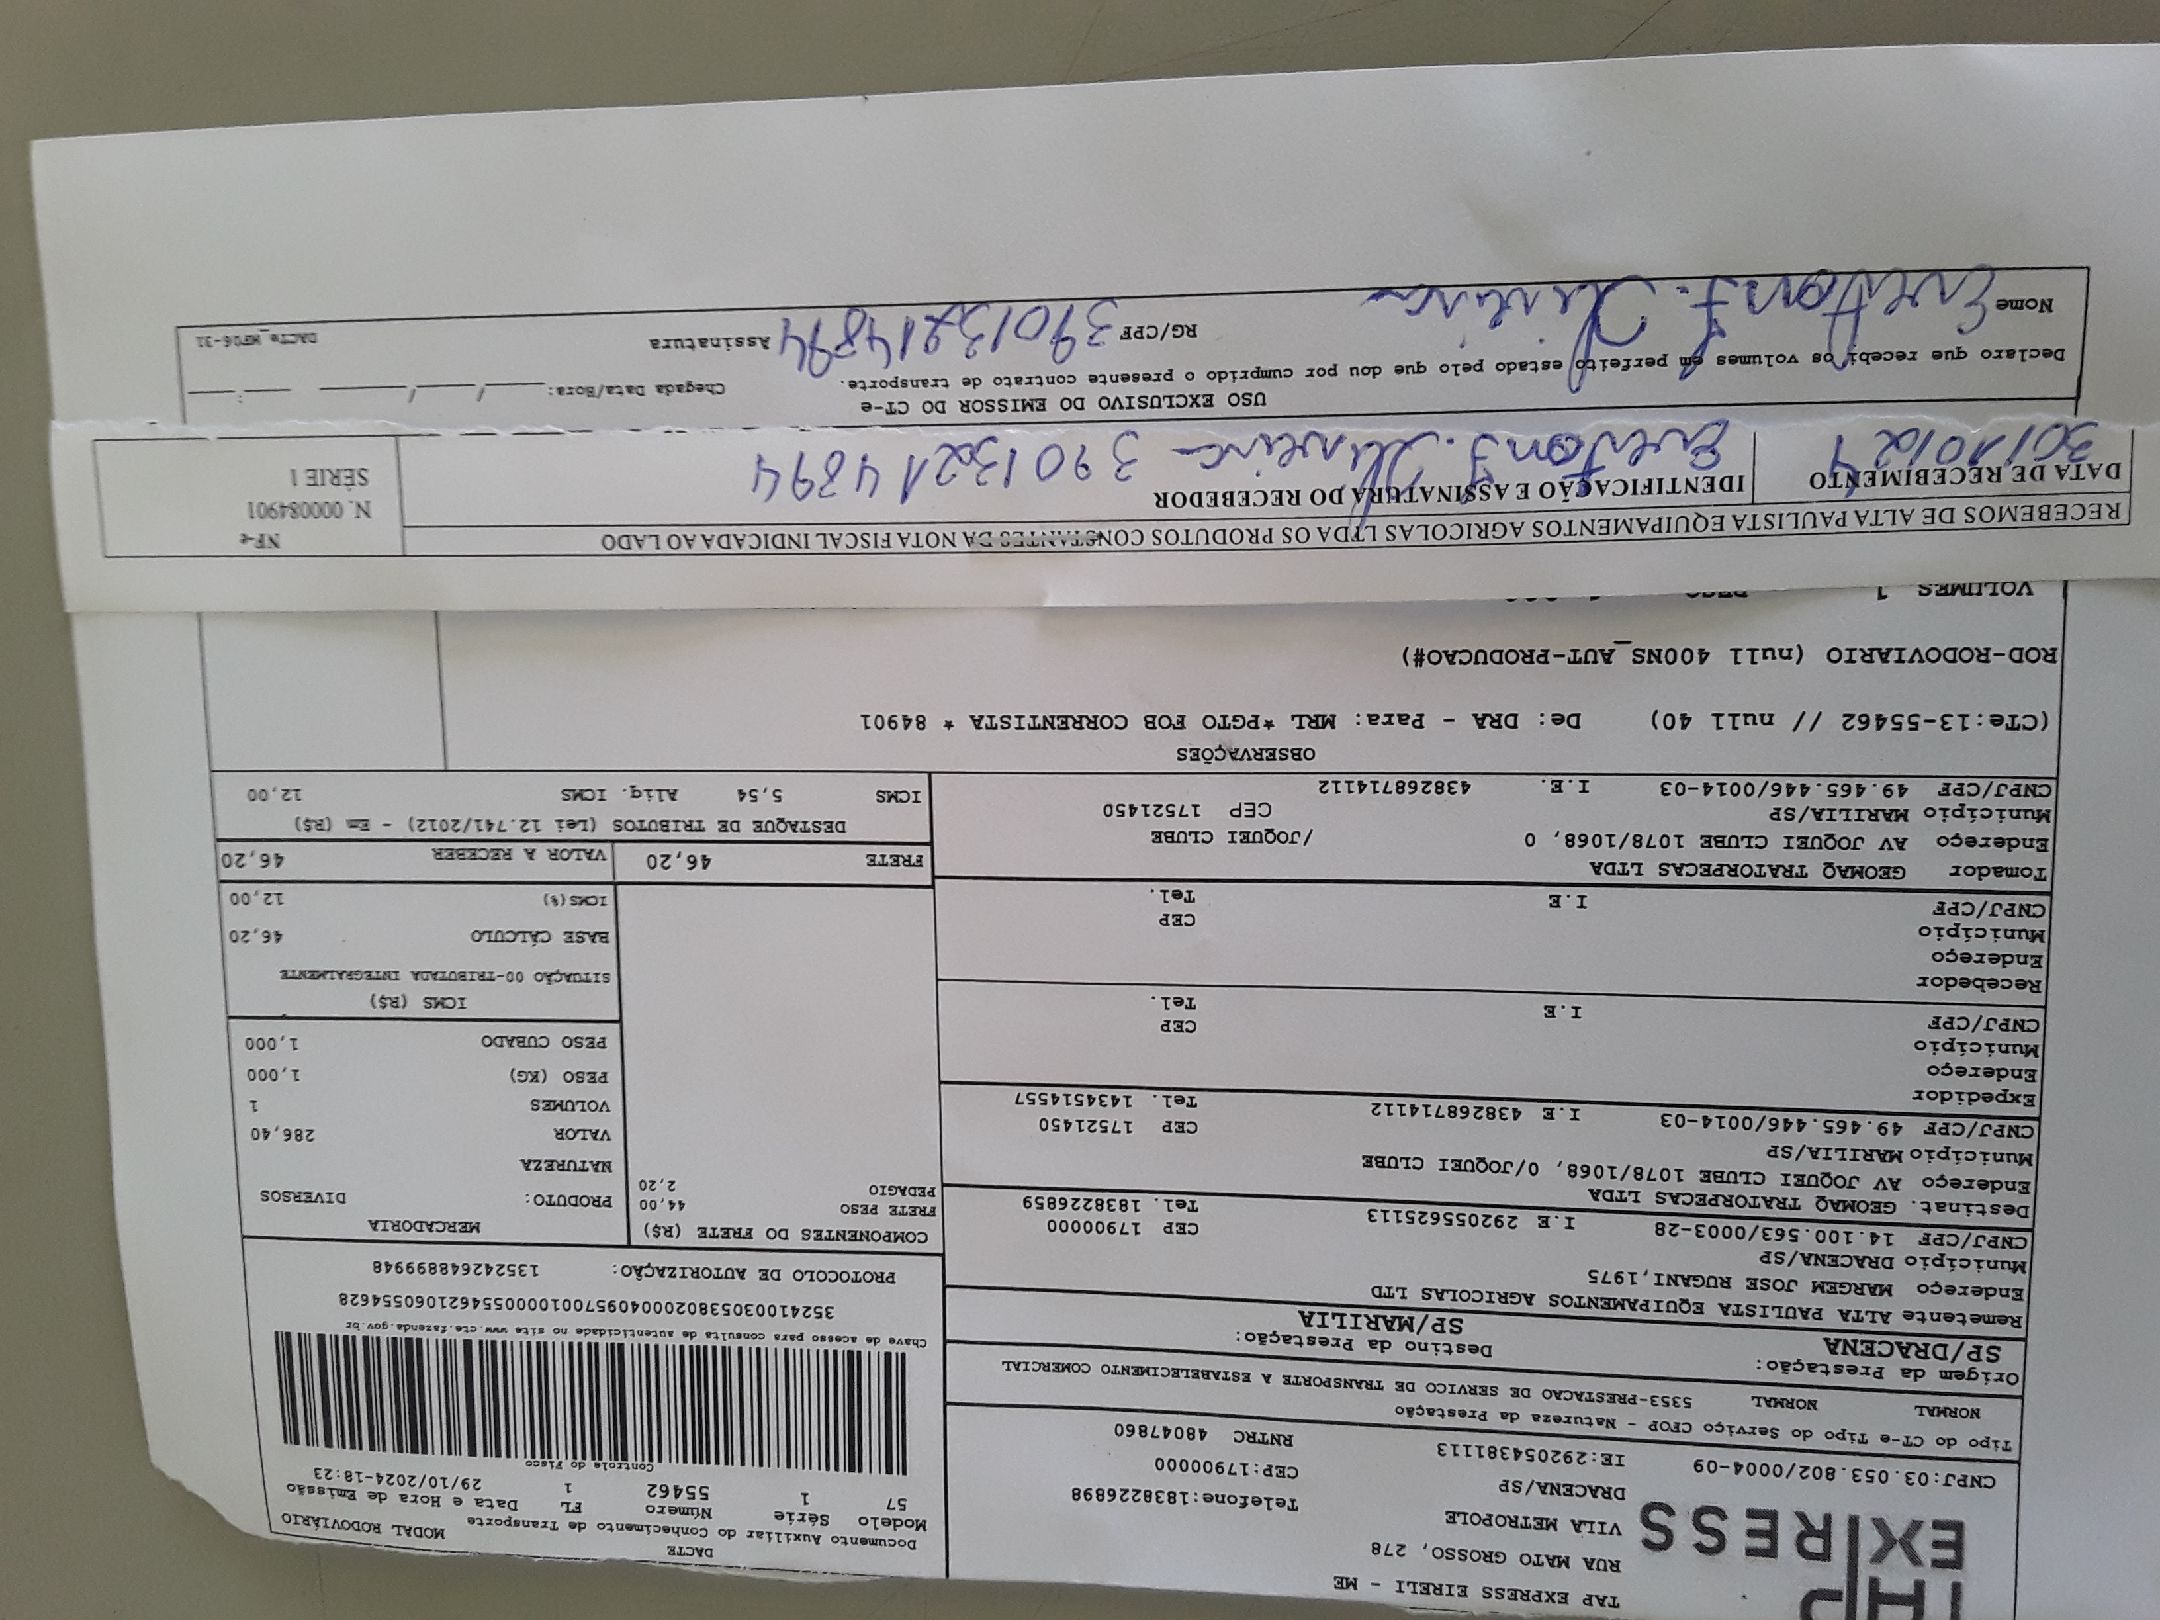 TAP
EXPRESS
TAP EXPRESS EIRELI - ME
RUA MATO GROSSO, 278
VILA METROPOLE Telefone:1838226898
DRACENA/SP CEP:17900000
CNPJ:03.053.802/0004-09 IE:292054381113 RNTRC 48047860
DACTE
Documento Auxiliar do Conhecimento de Transporte MODAL RODOVIÁRIO
Modelo Série Número FL Data e Hora de Emissão
57 1 55462 1 29/10/2024-18:23
Controle do Fisco
Tipo do CT-e Tipo do Serviço CFOP - Natureza da Prestação
NORMAL NORMAL 5353-PRESTACAO DE SERVICO DE TRANSPORTE A ESTABELECIMENTO COMERCIAL
Origem da Prestação: Destino da Prestação:
SP/DRACENA SP/MARILIA
Chave de acesso para consulta de autenticidade no site www.cte.fazenda.gov.br
35241003053802000409570010000554621060554628
PROTOCOLO DE AUTORIZAÇÃO: 135242648899948
Remetente ALTA PAULISTA EQUIPAMENTOS AGRICOLAS LTD
Endereço MARGEM JOSE RUGANI,1975
Município DRACENA/SP CEP 17900000
CNPJ/CPF 14.100.563/0003-28 I.E 292055625113 Tel. 1838226859
Destinat. GEOMAQ TRATORPECAS LTDA
Endereço AV JOQUEI CLUBE 1078/1068, 0/JOQUEI CLUBE
Município MARILIA/SP CEP 17521450
CNPJ/CPF 49.465.446/0014-03 I.E 438268714112 Tel. 1434514557
Expedidor
Endereço
Município CEP
CNPJ/CPF I.E Tel.
Recebedor
Endereço
Município CEP
CNPJ/CPF I.E Tel.
Tomador GEOMAQ TRATORPECAS LTDA
Endereço AV JOQUEI CLUBE 1078/1068, 0 /JOQUEI CLUBE
Município MARILIA/SP CEP 17521450
CNPJ/CPF 49.465.446/0014-03 I.E. 438268714112
COMPONENTES DO FRETE (R$) MERCADORIA
FRETE PESO 44,00
PEDAGIO 2,20
PRODUTO: DIVERSOS
NATUREZA
VALOR 286,40
VOLUMES 1
PESO (KG) 1,000
PESO CUBADO 1,000
ICMS (R$)
SITUAÇÃO 00-TRIBUTADA INTEGRALMENTE
BASE CÁLCULO 46,20
ICMS(%) 12,00
FRETE 46,20 VALOR A RECEBER 46,20
DESTAQUE DE TRIBUTOS (Lei 12.741/2012) - Em (R$)
ICMS 5,54 Aliq. ICMS 12,00
OBSERVAÇÕES
(CTe:13-55462 // null 40) De: DRA - Para: MRL *PGTO FOB CORRENTISTA * 84901
ROD-RODOVIARIO (null 400NS_AUT-PRODUCAO#)
VOLUMES 1 PESO
RECEBEMOS DE ALTA PAULISTA EQUIPAMENTOS AGRICOLAS LTDA OS PRODUTOS CONSTANTES DA NOTA FISCAL INDICADA AO LADO
DATA DE RECEBIMENTO IDENTIFICAÇÃO E ASSINATURA DO RECEBEDOR
30/10/24 Everton F. Oliveira 39013214894
NF-e
N. 000084901
SÉRIE 1
USO EXCLUSIVO DO EMISSOR DO CT-e
Declaro que recebi os volumes em perfeito estado pelo que dou por cumprido o presente contrato de transporte. Chegada Data/Hora: ____/____/____ ___:___
Nome Everton F. Oliveira RG/CPF 39013214894 Assinatura DACTe_MF06-31